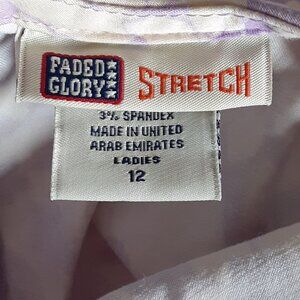 FADED
GLORY
STRETCH
3% SPANDEX
MADE IN UNITED
ARAB EMIRATES
LADIES
12